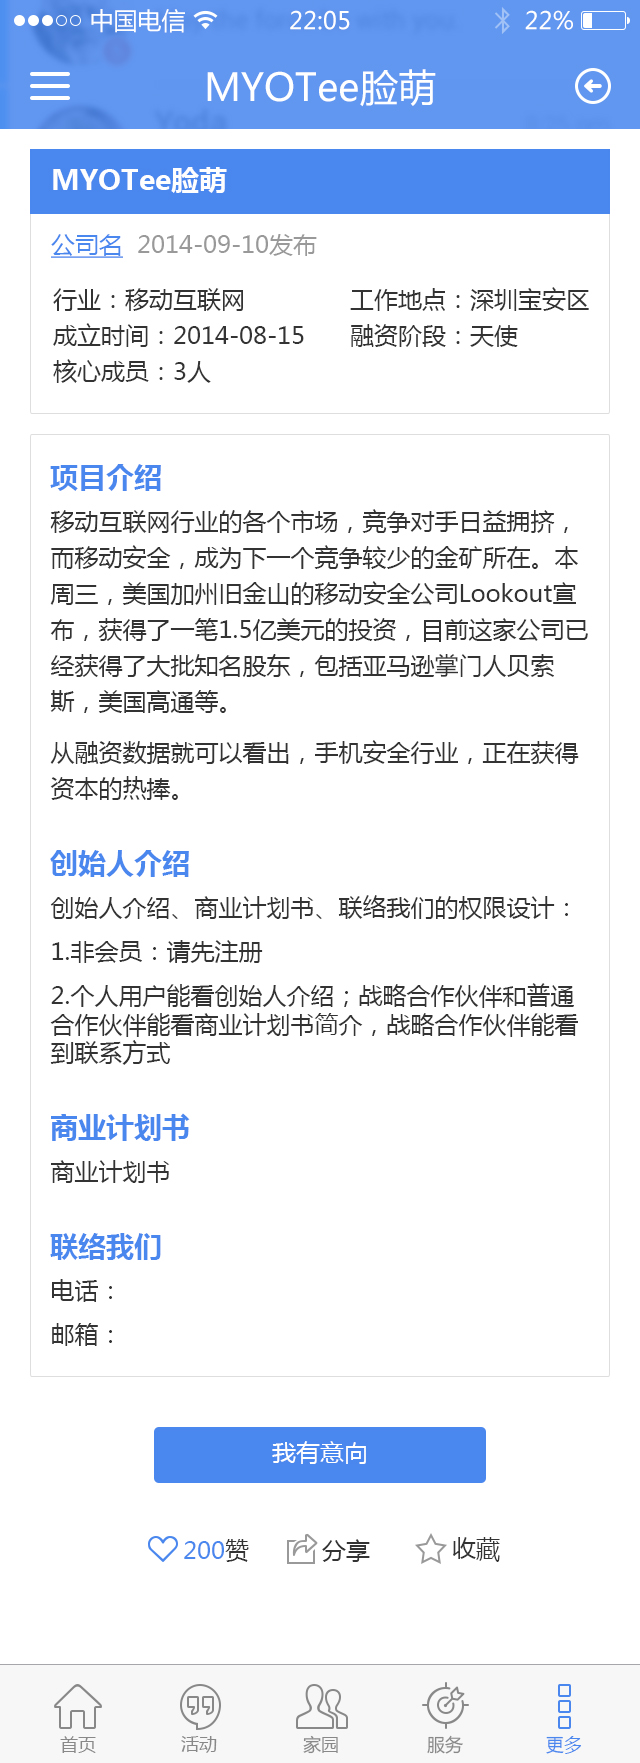 中国电信 22:05 22%
MYOTee脸萌
MYOTee脸萌
公司名 2014-09-10发布
行业：移动互联网 工作地点：深圳宝安区
成立时间：2014-08-15 融资阶段：天使
核心成员：3人
项目介绍
移动互联网行业的各个市场，竞争对手日益拥挤，
而移动安全，成为下一个竞争较少的金矿所在。本
周三，美国加州旧金山的移动安全公司Lookout宣
布，获得了一笔1.5亿美元的投资，目前这家公司已
经获得了大批知名股东，包括亚马逊掌门人贝索
斯，美国高通等。
从融资数据就可以看出，手机安全行业，正在获得
资本的热捧。
创始人介绍
创始人介绍、商业计划书、联络我们的权限设计：
1.非会员：请先注册
2.个人用户能看创始人介绍；战略合作伙伴和普通
合作伙伴能看商业计划书简介，战略合作伙伴能看
到联系方式
商业计划书
商业计划书
联络我们
电话：
邮箱：
我有意向
200赞 分享 收藏
首页 活动 家园 服务 更多